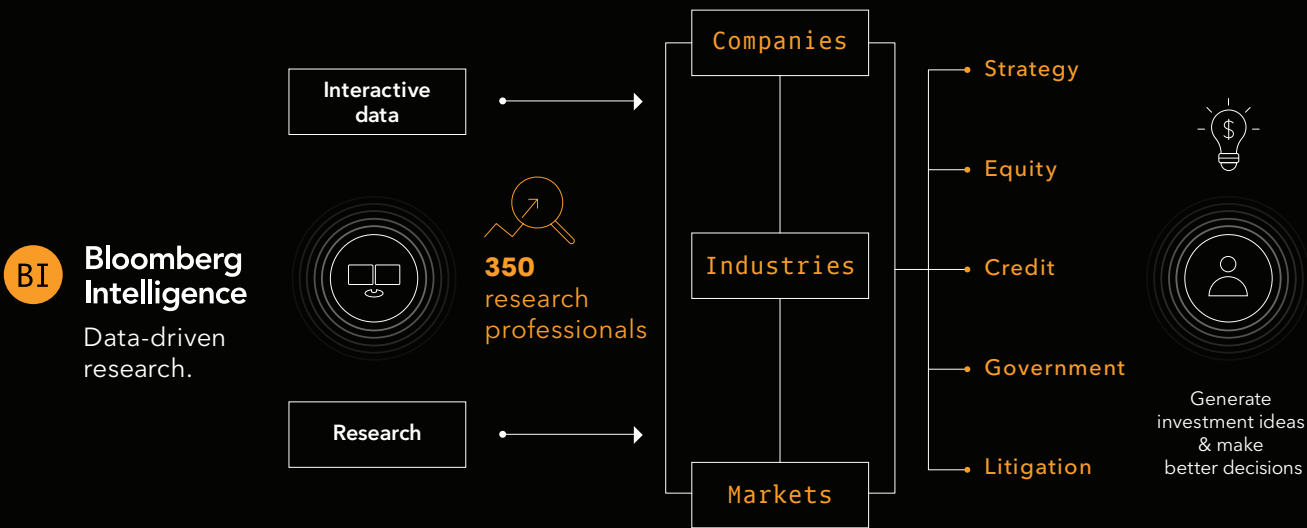 BI
Bloomberg
Intelligence
Data-driven
research.
Interactive
data
350
research
professionals
Research
Companies
Industries
Markets
Strategy
Equity
Credit
Government
Litigation
$
Generate
investment ideas
& make
better decisions